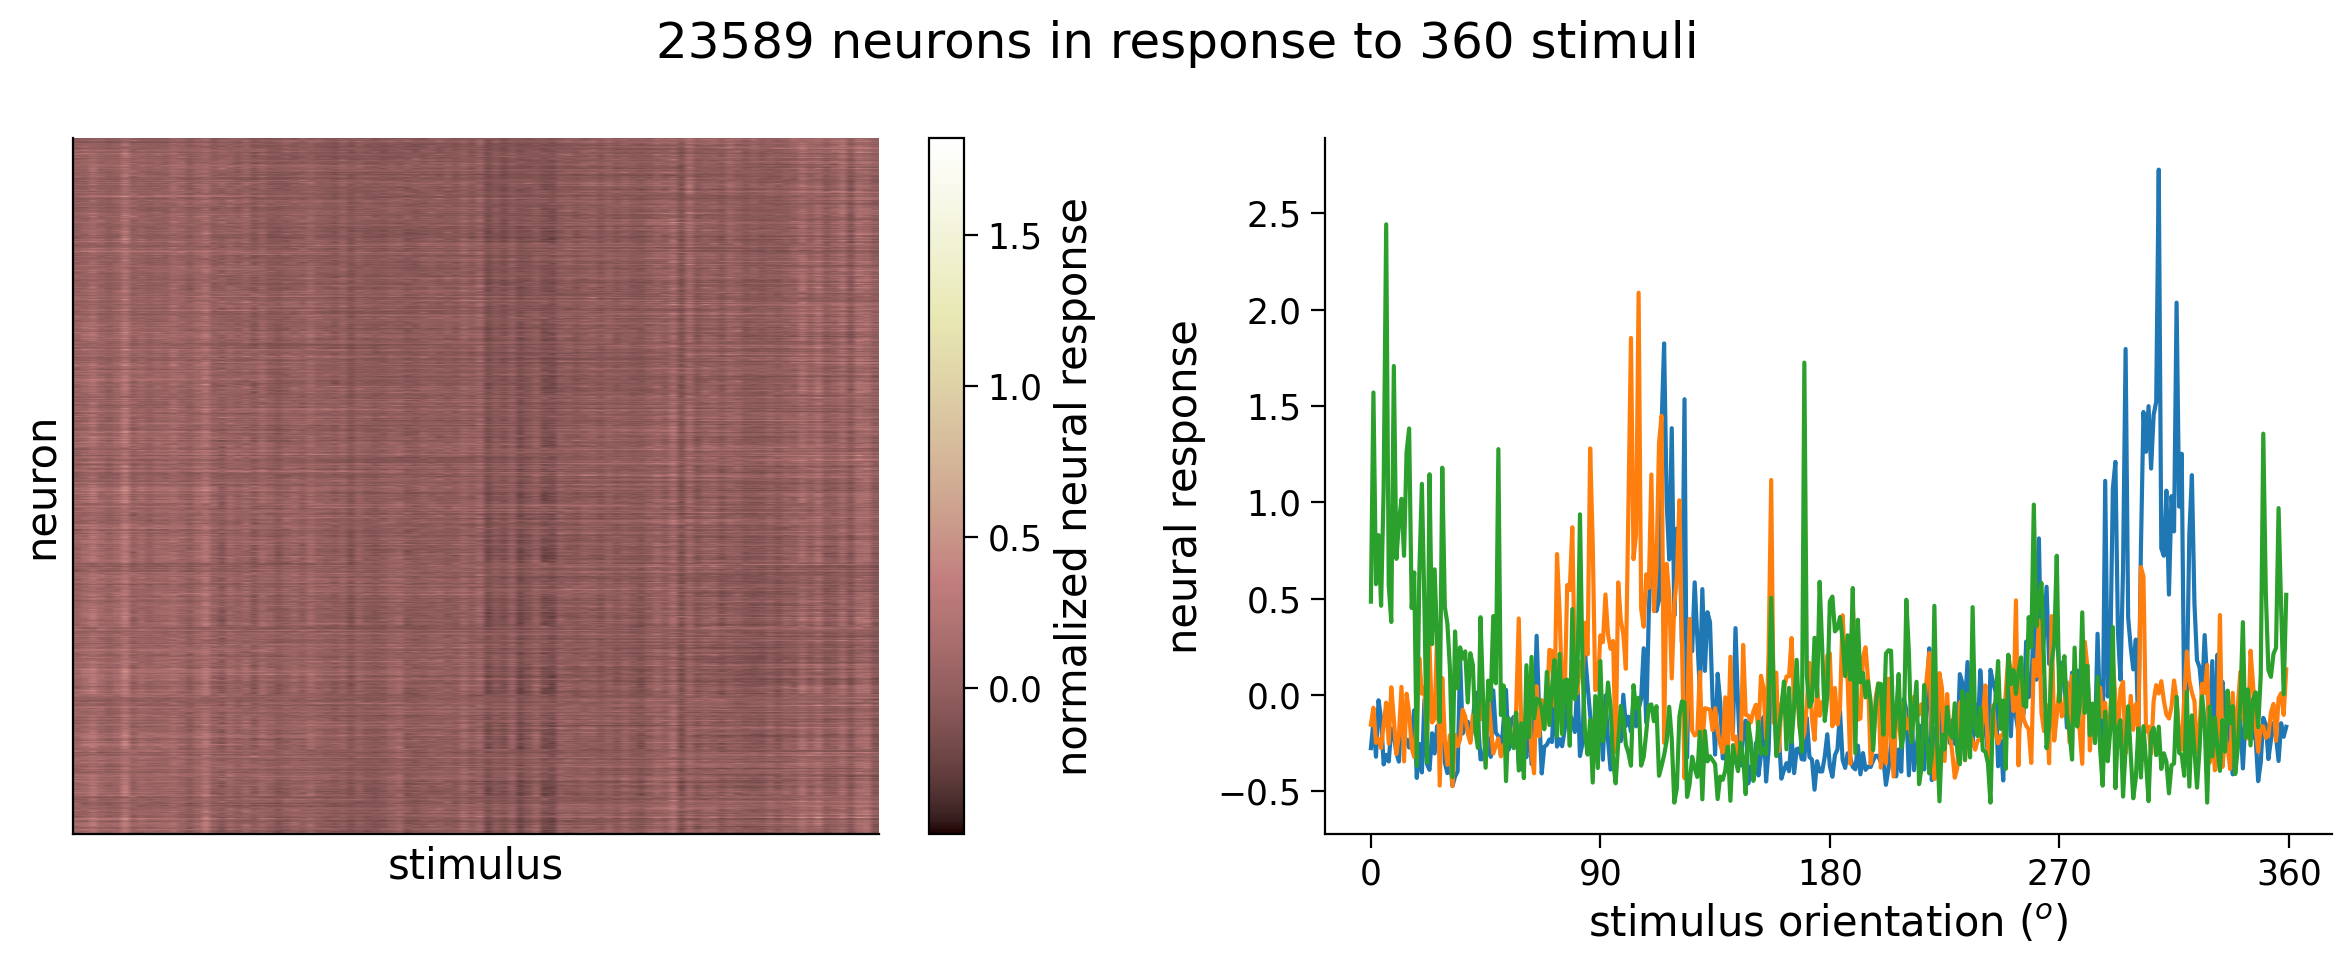 23589 neurons in response to 360 stimuli
neuron
stimulus
1.5
1.0
0.5
0.0
normalized neural response
neural response
2.5
2.0
1.5
1.0
0.5
0.0
−0.5
0 90 180 270 360
stimulus orientation (°)